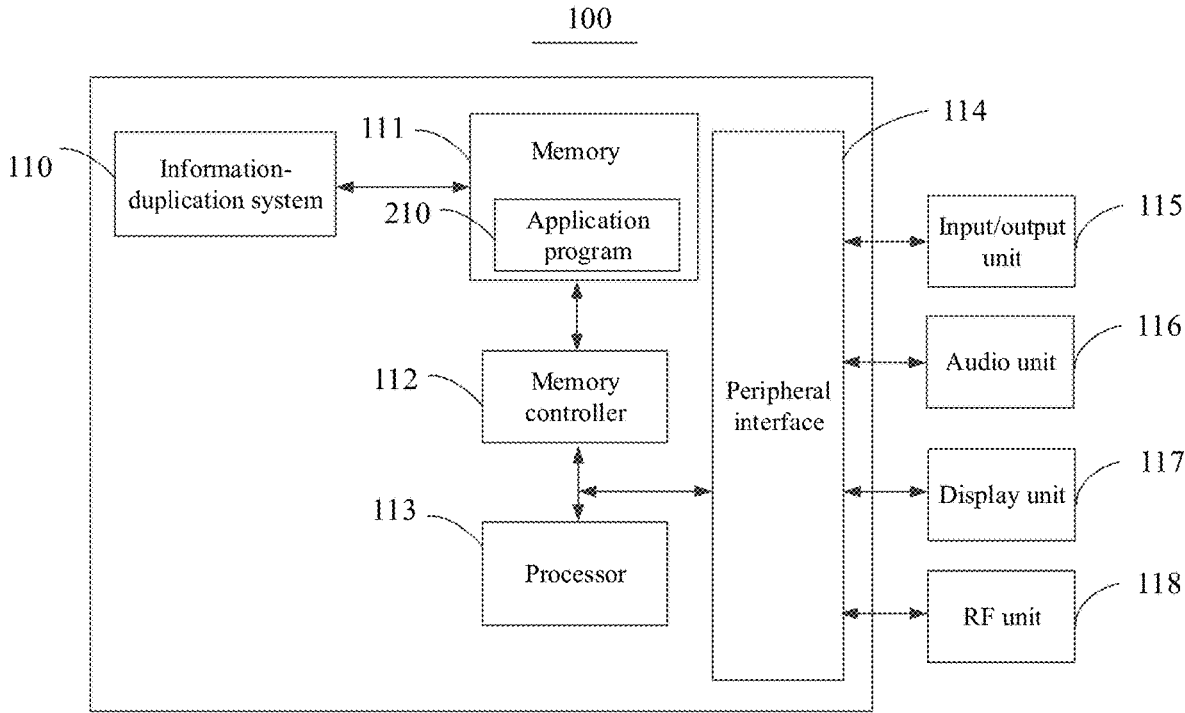 100
110
Information-
duplication system
111
Memory
210
Application
program
112
Memory
controller
113
Processor
114
Peripheral
interface
Input/output
unit
115
Audio unit
116
Display unit
117
RF unit
118